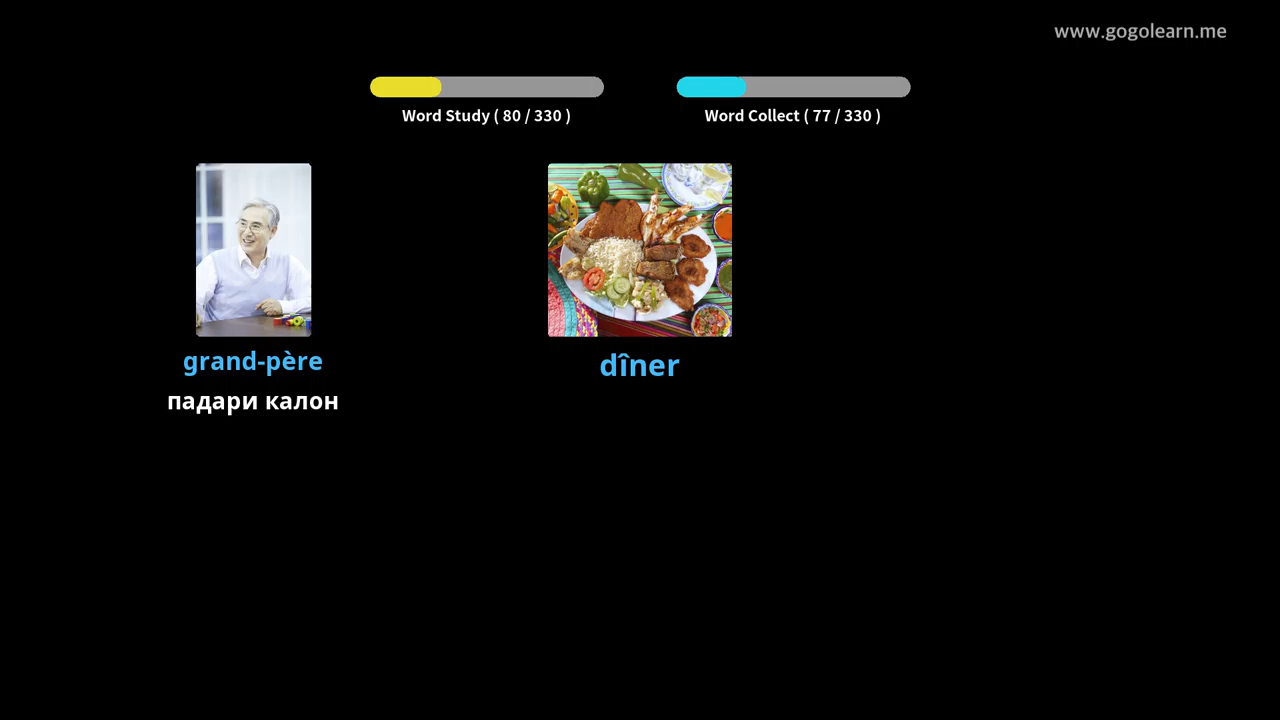 www.gogolearn.me
Word Study ( 80 / 330 )
Word Collect ( 77 / 330 )
grand-père
падари калон
dîner